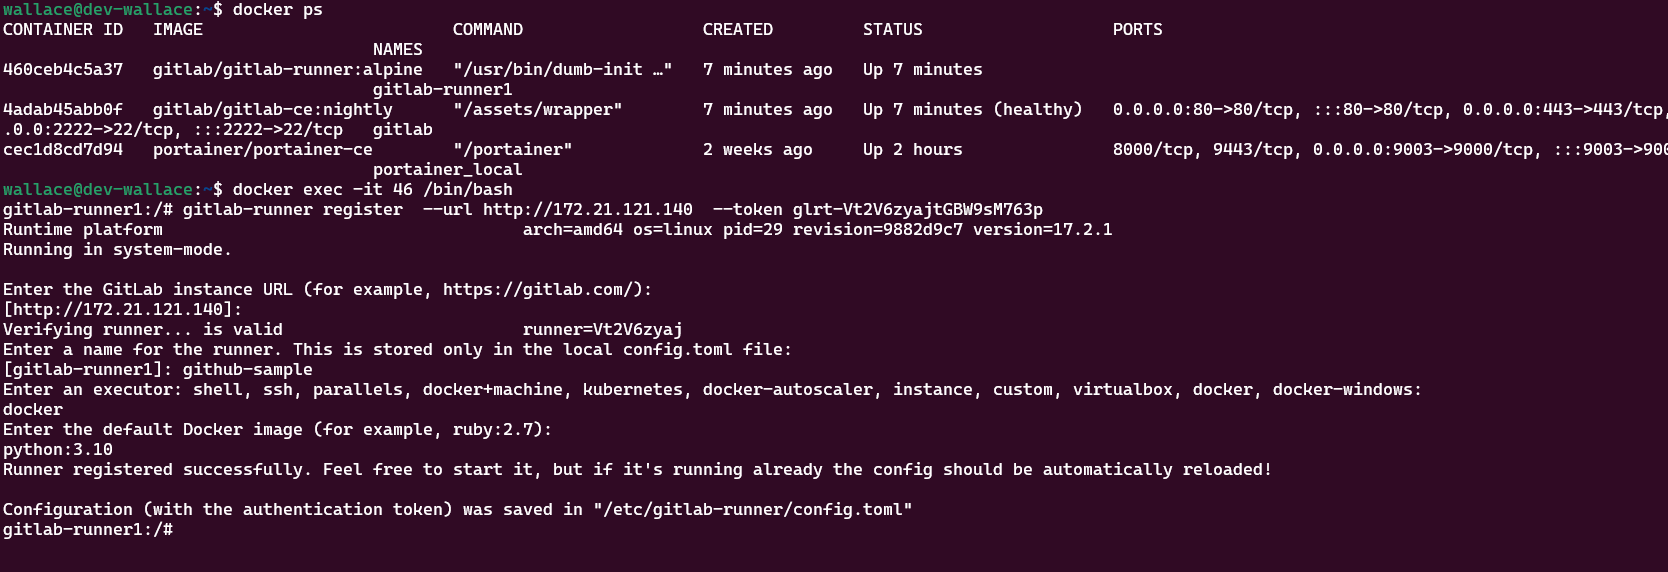 wallace@dev-wallace:~$ docker ps
CONTAINER ID   IMAGE                         COMMAND                  CREATED         STATUS                   PORTS
                                     NAMES
460ceb4c5a37   gitlab/gitlab-runner:alpine   "/usr/bin/dumb-init …"   7 minutes ago   Up 7 minutes
                                     gitlab-runner1
4adab45abb0f   gitlab/gitlab-ce:nightly      "/assets/wrapper"        7 minutes ago   Up 7 minutes (healthy)   0.0.0.0:80->80/tcp, :::80->80/tcp, 0.0.0.0:443->443/tcp,
.0.0:2222->22/tcp, :::2222->22/tcp   gitlab
cec1d8cd7d94   portainer/portainer-ce        "/portainer"             2 weeks ago     Up 2 hours               8000/tcp, 9443/tcp, 0.0.0.0:9003->9000/tcp, :::9003->900
                                     portainer_local
wallace@dev-wallace:~$ docker exec -it 46 /bin/bash
gitlab-runner1:/# gitlab-runner register  --url http://172.21.121.140  --token glrt-Vt2V6zyajtGBW9sM763p
Runtime platform                                    arch=amd64 os=linux pid=29 revision=9882d9c7 version=17.2.1
Running in system-mode.
Enter the GitLab instance URL (for example, https://gitlab.com/):
[http://172.21.121.140]:
Verifying runner... is valid                        runner=Vt2V6zyaj
Enter a name for the runner. This is stored only in the local config.toml file:
[gitlab-runner1]: github-sample
Enter an executor: shell, ssh, parallels, docker+machine, kubernetes, docker-autoscaler, instance, custom, virtualbox, docker, docker-windows:
docker
Enter the default Docker image (for example, ruby:2.7):
python:3.10
Runner registered successfully. Feel free to start it, but if it's running already the config should be automatically reloaded!
Configuration (with the authentication token) was saved in "/etc/gitlab-runner/config.toml"
gitlab-runner1:/#